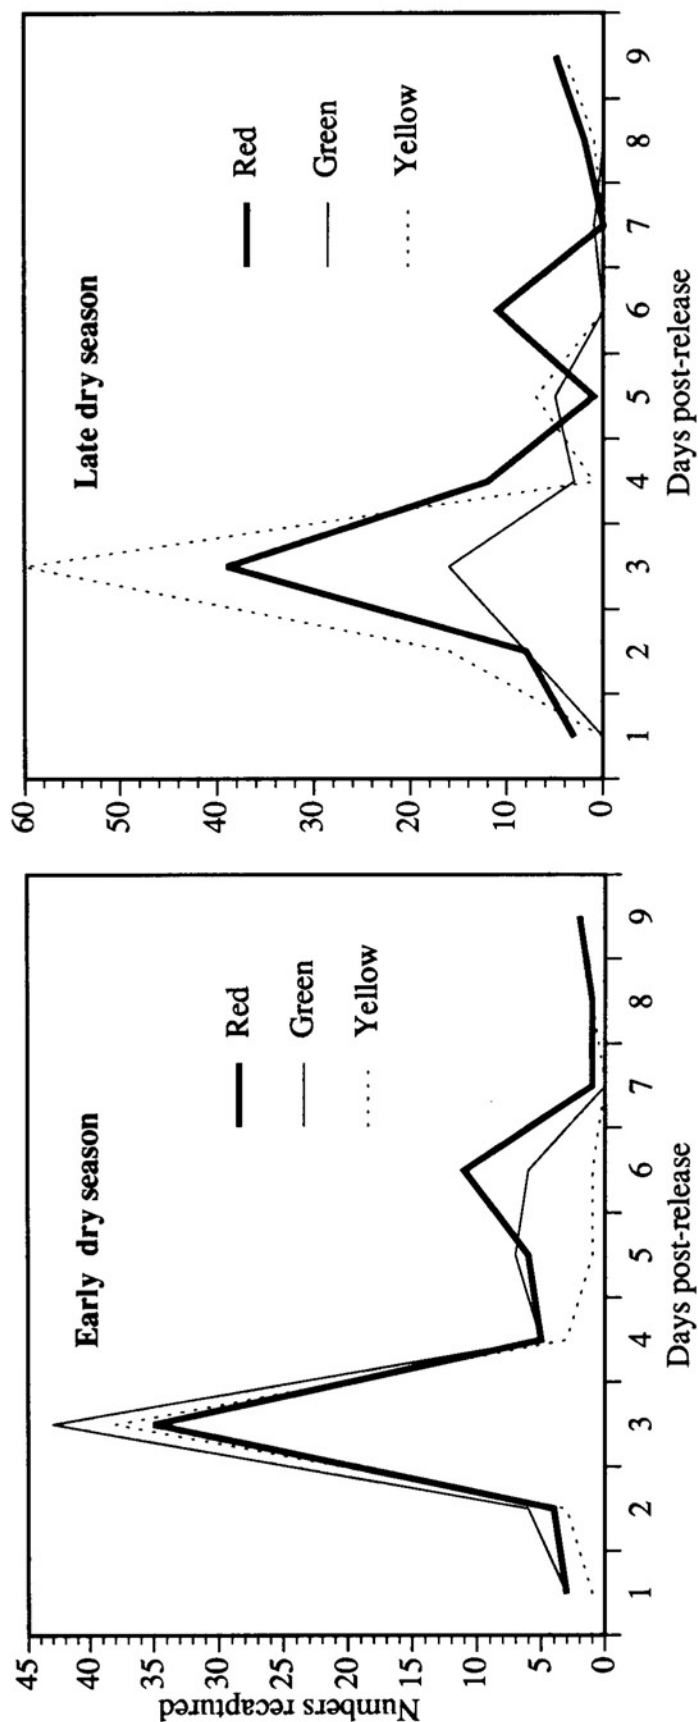 Early dry season
Red
Green
Yellow
45
40
35
30
25
20
15
10
5
0
Numbers recaptured
1 2 3 4 5 6 7 8 9
Days post-release
Late dry season
Red
Green
Yellow
60
50
40
30
20
10
0
1 2 3 4 5 6 7 8 9
Days post-release